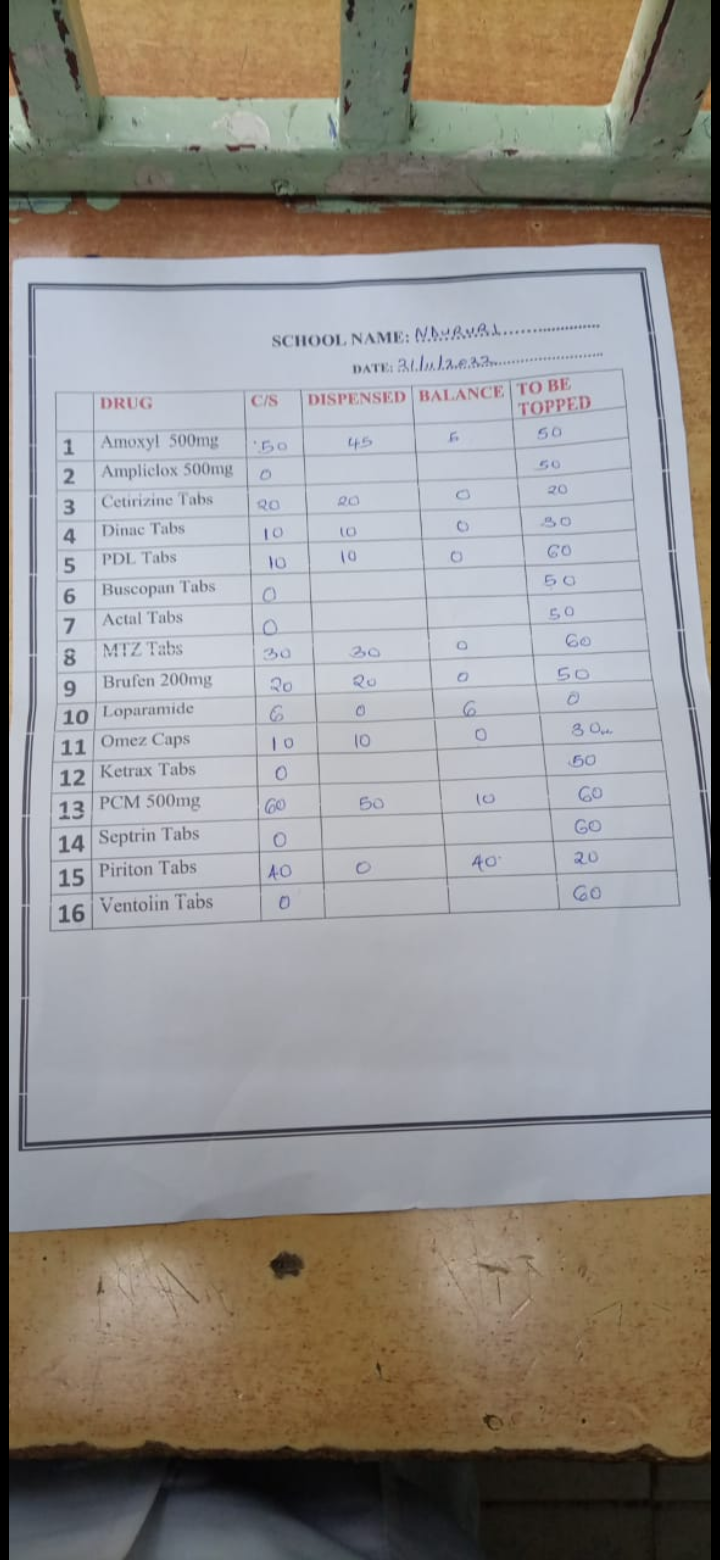 SCHOOL NAME: NDURURI
DATE: 31/11/2022
DRUG C/S DISPENSED BALANCE TO BE TOPPED
1 Amoxyl 500mg 50 45 5 50
2 Ampliclox 500mg 0 50
3 Cetirizine Tabs 20 20 0 20
4 Dinac Tabs 10 10 0 30
5 PDL Tabs 10 10 0 60
6 Buscopan Tabs 0 50
7 Actal Tabs 0 50
8 MTZ Tabs 30 30 0 60
9 Brufen 200mg 20 20 0 50
10 Loparamide 6 0 6 0
11 Omez Caps 10 10 0 30
12 Ketrax Tabs 0 50
13 PCM 500mg 60 50 10 60
14 Septrin Tabs 0 60
15 Piriton Tabs 40 0 40 20
16 Ventolin Tabs 0 60